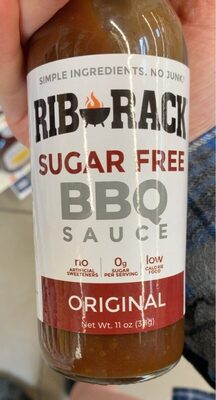 SIMPLE INGREDIENTS. NO JUNK!
RIB RACK
SUGAR FREE
BBQ
SAUCE
no 0g low
ARTIFICIAL SUGAR CALORIE
SWEETENERS PER SERVING FOOD
ORIGINAL
Net Wt. 11 oz